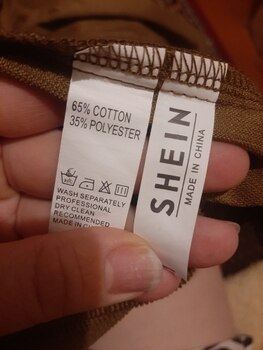 65% COTTON
35% POLYESTER
WASH SEPARATELY
PROFESSIONAL
DRY CLEAN
RECOMMENDED
SHEIN
MADE IN CHINA